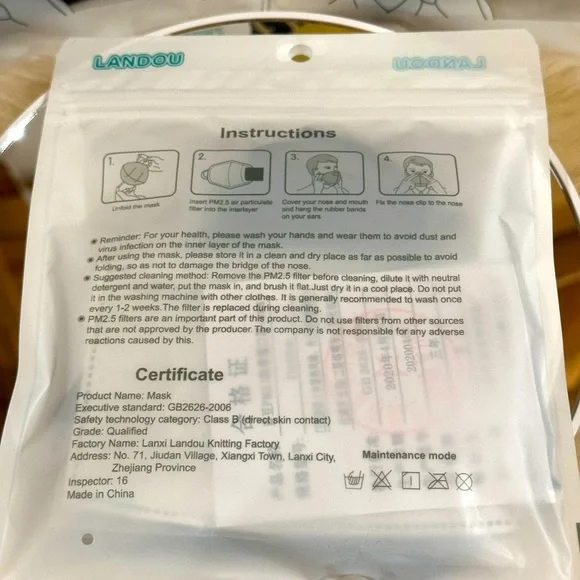 LANDOU
LANDOU
Instructions
1.
2.
3.
4.
Unfold the mask
Insert PM2.5 air particulate
filter into the interlayer
Cover your nose and mouth
and hang the rubber bands
on your ears
Fix the nose clip to the nose
Reminder: For your health, please wash your hands and wear them to avoid dust and
virus infection on the inner layer of the mask.
After using the mask, please store it in a clean and dry place as far as possible to avoid
folding, so as not to damage the bridge of the nose.
Suggested cleaning method: Remove the PM2.5 filter before cleaning, dilute it with neutral
detergent and water, put the mask in, and brush it flat.Just dry it in a cool place. Do not put
it in the washing machine with other clothes. It is generally recommended to wash once
every 1-2 weeks.The filter is replaced during cleaning.
PM2.5 filters are an important part of this product. Do not use filters from other sources
that are not approved by the producer.The company is not responsible for any adverse
reactions caused by this.
Certificate
Product Name: Mask
Executive standard: GB2626-2006
Safety technology category: Class B (direct skin contact)
Grade: Qualified
Factory Name: Lanxi Landou Knitting Factory
Address: No. 71, Jiudan Village, Xiangxi Town, Lanxi City,
Zhejiang Province
Inspector: 16
Made in China
Maintenance mode
合格证